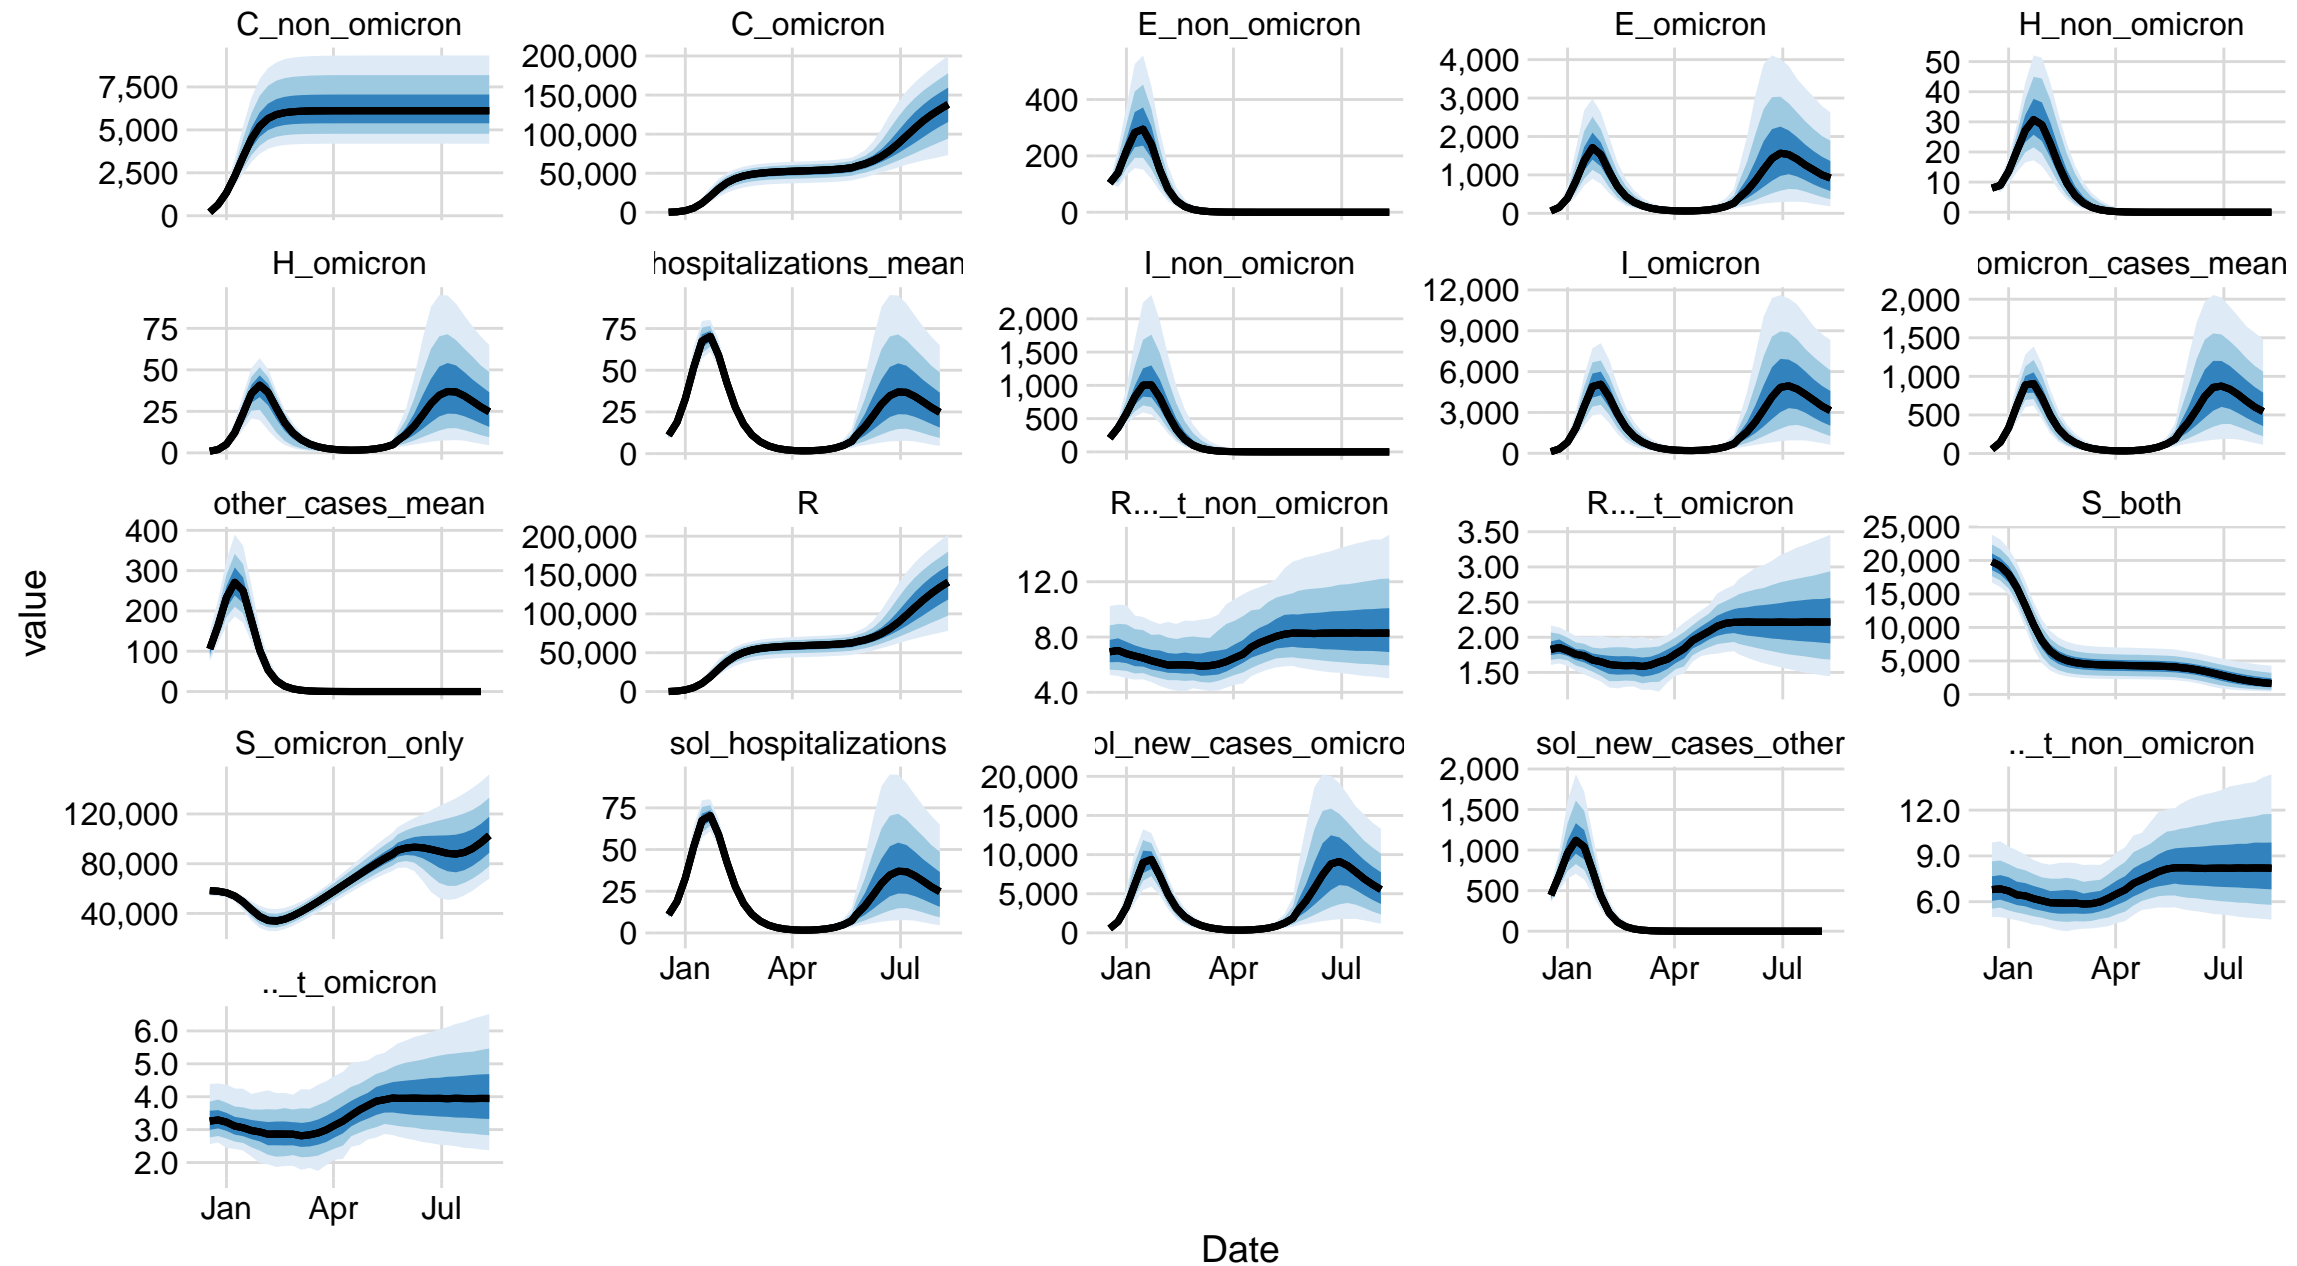 C_non_omicron C_omicron E_non_omicron E_omicron H_non_omicron
7,500 5,000 2,500 0
200,000 150,000 100,000 50,000 0
400 200 0
4,000 3,000 2,000 1,000 0
50 40 30 20 10 0
H_omicron hospitalizations_mean I_non_omicron I_omicron omicron_cases_mean
75 50 25 0
75 50 25 0
2,000 1,500 1,000 500 0
12,000 9,000 6,000 3,000 0
2,000 1,500 1,000 500 0
other_cases_mean R R..._t_non_omicron R..._t_omicron S_both
400 300 200 100 0
200,000 150,000 100,000 50,000 0
12.0 8.0 4.0
3.50 3.00 2.50 2.00 1.50
25,000 20,000 15,000 10,000 5,000 0
value
S_omicron_only sol_hospitalizations ol_new_cases_omicro sol_new_cases_other .._t_non_omicron
120,000 80,000 40,000
75 50 25 0
20,000 15,000 10,000 5,000 0
2,000 1,500 1,000 500 0
12.0 9.0 6.0
Jan Apr Jul Jan Apr Jul Jan Apr Jul Jan Apr Jul
.._t_omicron
6.0 5.0 4.0 3.0 2.0
Jan Apr Jul
Date